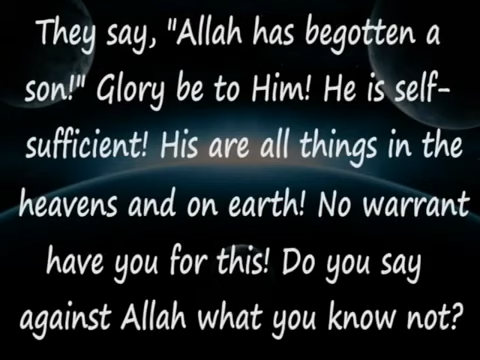 They say, "Allah has begotten a
son!" Glory be to Him! He is self-
sufficient! His are all things in the
heavens and on earth! No warrant
have you for this! Do you say
against Allah what you know not?